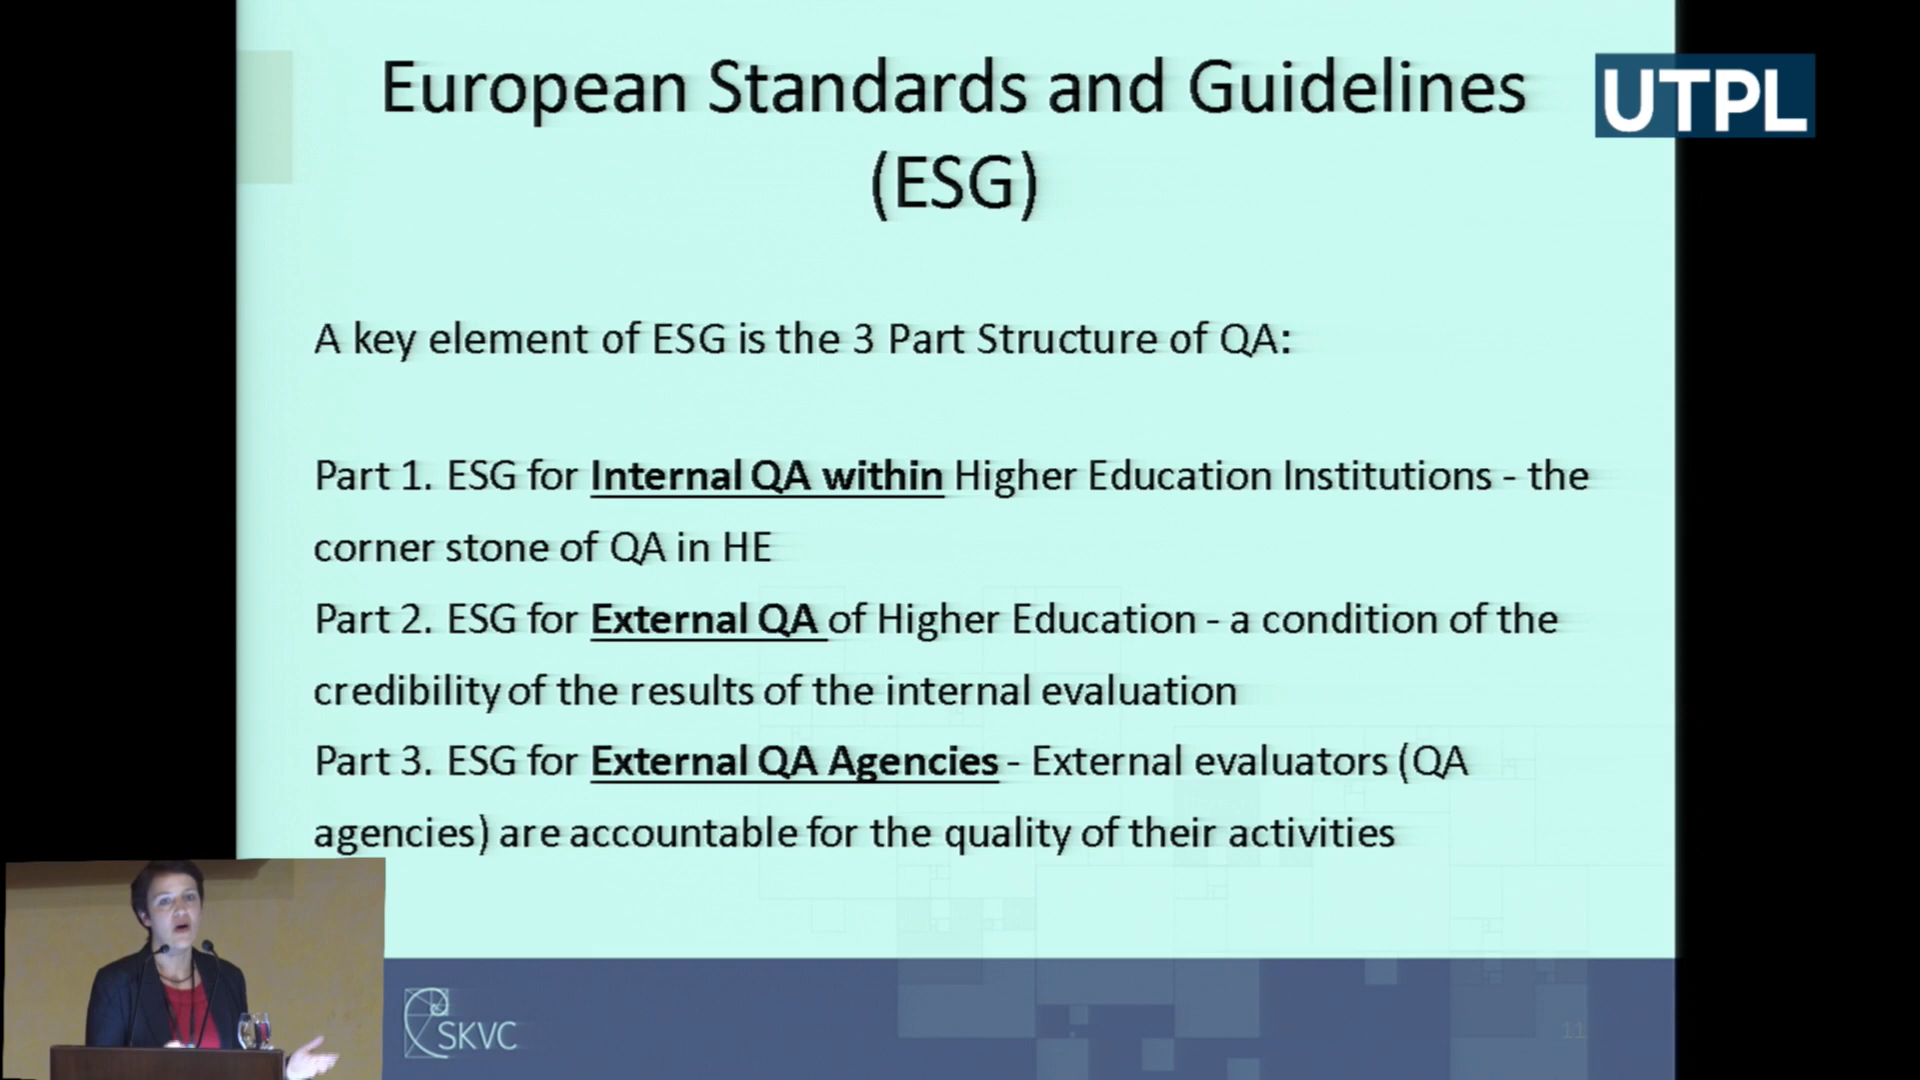 European Standards and Guidelines
(ESG)
UTPL
A key element of ESG is the 3 Part Structure of QA:
Part 1. ESG for Internal QA within Higher Education Institutions - the
corner stone of QA in HE
Part 2. ESG for External QA of Higher Education - a condition of the
credibility of the results of the internal evaluation
Part 3. ESG for External QA Agencies - External evaluators (QA
agencies) are accountable for the quality of their activities
SKVC
11